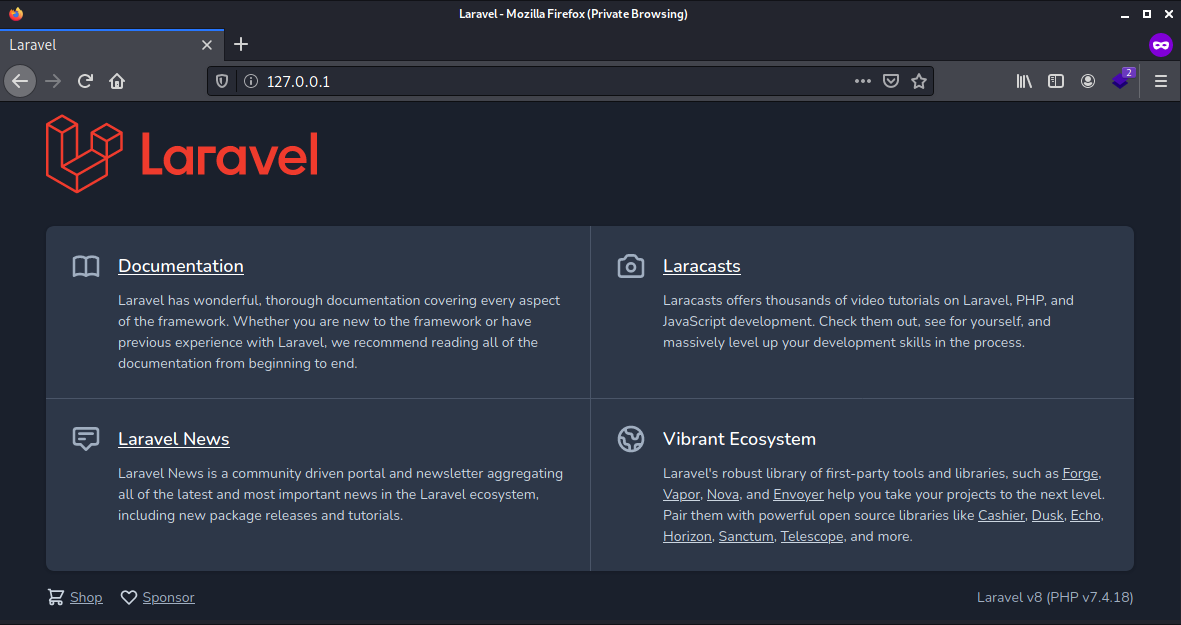 Laravel - Mozilla Firefox (Private Browsing)
Laravel
127.0.0.1
2
Laravel
Documentation
Laravel has wonderful, thorough documentation covering every aspect
of the framework. Whether you are new to the framework or have
previous experience with Laravel, we recommend reading all of the
documentation from beginning to end.
Laracasts
Laracasts offers thousands of video tutorials on Laravel, PHP, and
JavaScript development. Check them out, see for yourself, and
massively level up your development skills in the process.
Laravel News
Laravel News is a community driven portal and newsletter aggregating
all of the latest and most important news in the Laravel ecosystem,
including new package releases and tutorials.
Vibrant Ecosystem
Laravel's robust library of first-party tools and libraries, such as Forge,
Vapor, Nova, and Envoyer help you take your projects to the next level.
Pair them with powerful open source libraries like Cashier, Dusk, Echo,
Horizon, Sanctum, Telescope, and more.
Shop
Sponsor
Laravel v8 (PHP v7.4.18)